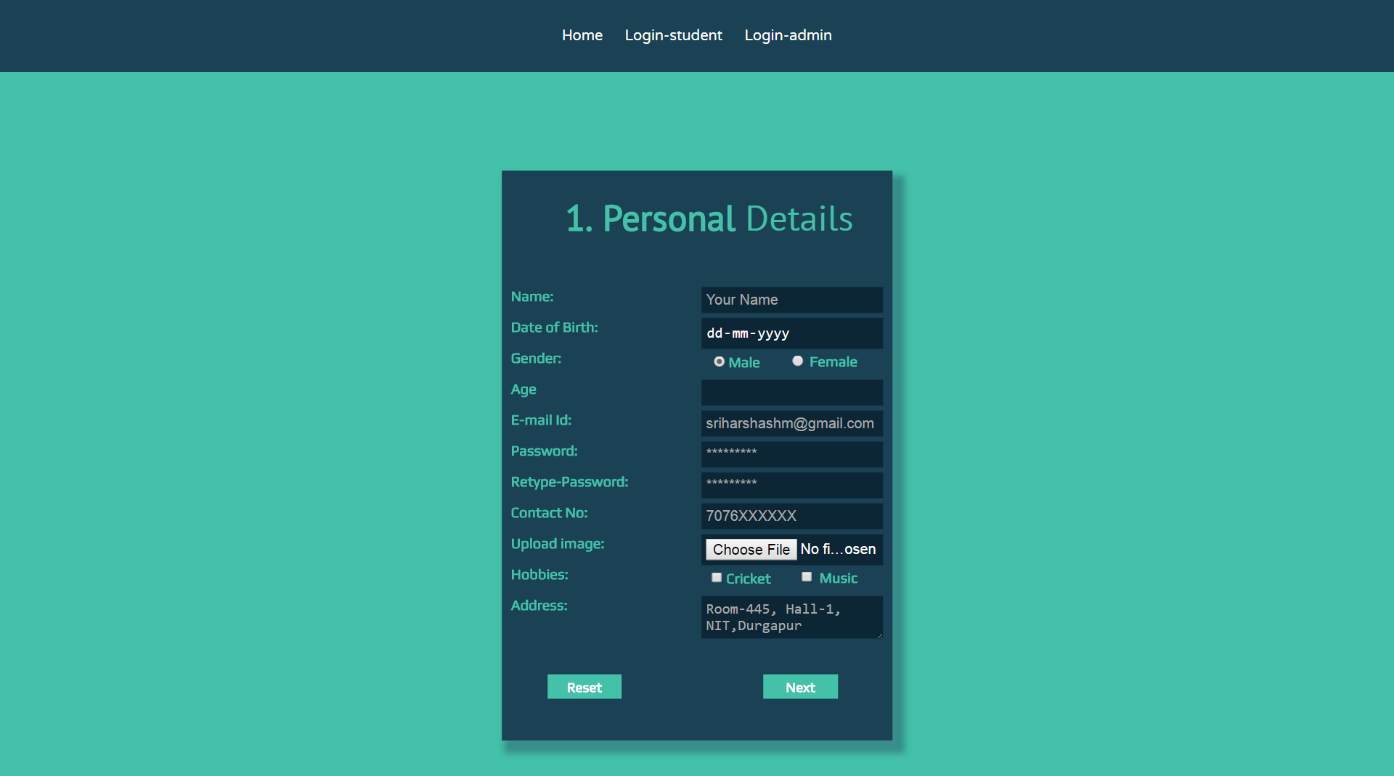 Home Login-student Login-admin
1. Personal Details
Name: Your Name
Date of Birth: dd-mm-yyyy
Gender: Male Female
Age
E-mail Id: sriharshashm@gmail.com
Password: *********
Retype-Password: *********
Contact No: 7076XXXXXX
Upload image: Choose File No fi...osen
Hobbies: Cricket Music
Address: Room-445, Hall-1,
NIT,Durgapur
Reset Next